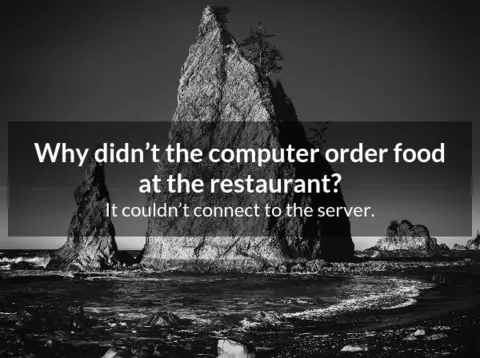 Why didn’t the computer order food
at the restaurant?
It couldn’t connect to the server.